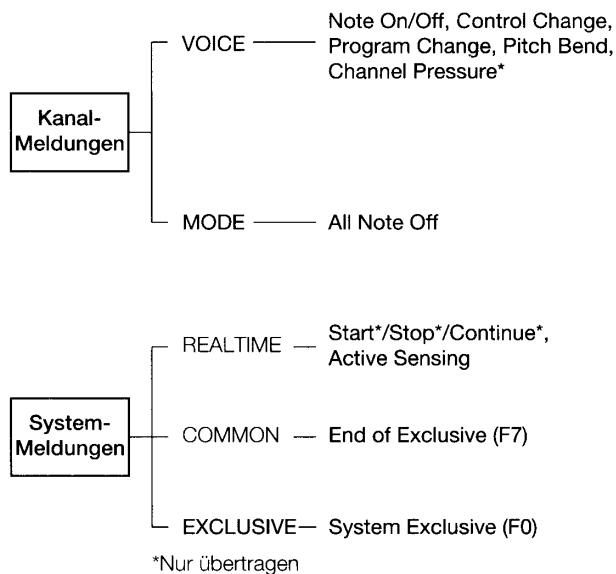 VOICE
Note On/Off, Control Change,
Program Change, Pitch Bend,
Channel Pressure*
Kanal-
Meldungen
MODE
All Note Off
REALTIME
Start*/Stop*/Continue*,
Active Sensing
System-
Meldungen
COMMON
End of Exclusive (F7)
EXCLUSIVE
System Exclusive (F0)
*Nur übertragen